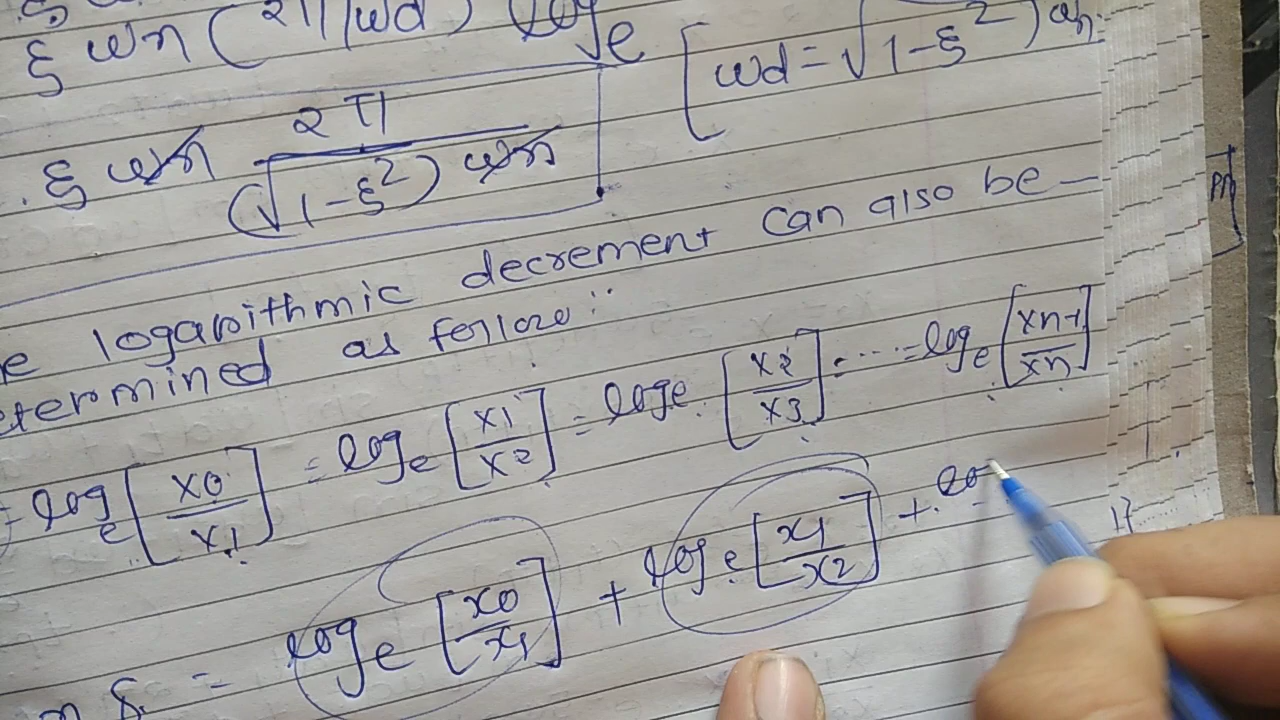 ξ ωn (2π/ωd) loge e [ωd = √(1-ξ²) ωn
. ξ ωn 2π / (√1-ξ²) ωn
e logarithmic decrement can also be –
etermined as follow:
= loge [x0/x1] = loge [x1/x2] = loge [x2/x3] = .... = loge [xn-1/xn]
n δ = loge [x0/x1] + loge [x1/x2] + lo